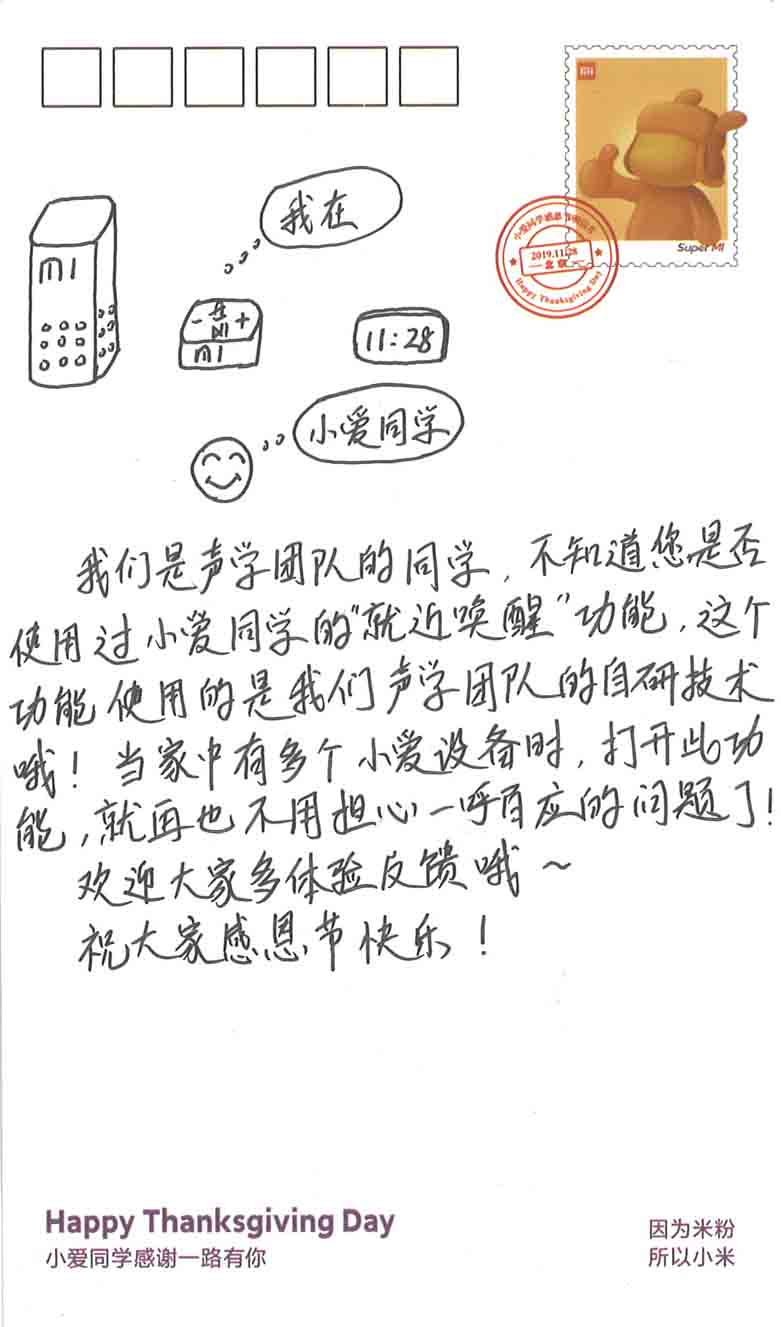 我在
MI
MI
11:28
小爱同学
Super MI
小爱同学感恩节明信片
2019.11.28
北京
Happy Thanksgiving Day
我们是声学团队的同学，不知道您是否
使用过小爱同学的“就近唤醒”功能，这个
功能使用的是我们声学团队的自研技术
哦！当家中有多个小爱设备时，打开此功
能，就再也不用担心一呼百应的问题了！
欢迎大家多体验反馈哦～
祝大家感恩节快乐！
Happy Thanksgiving Day
小爱同学感谢一路有你
因为米粉
所以小米